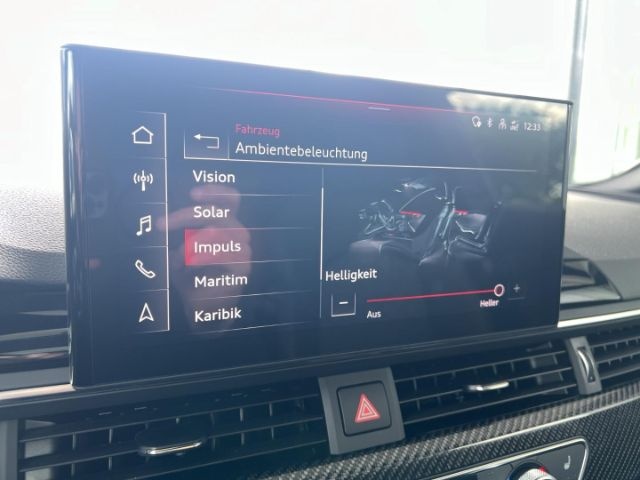 12:33
Fahrzeug
Ambientebeleuchtung
Vision
Solar
Impuls
Maritim
Karibik
Helligkeit
− +
Aus Heller